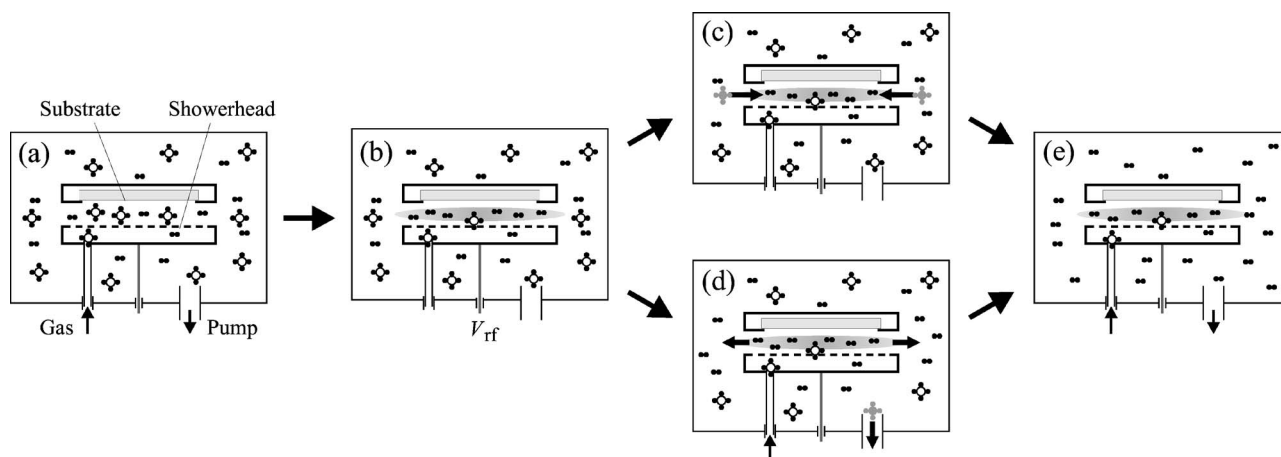 (a)
Substrate
Showerhead
Gas
Pump
(b)
Vrf
(c)
(d)
(e)